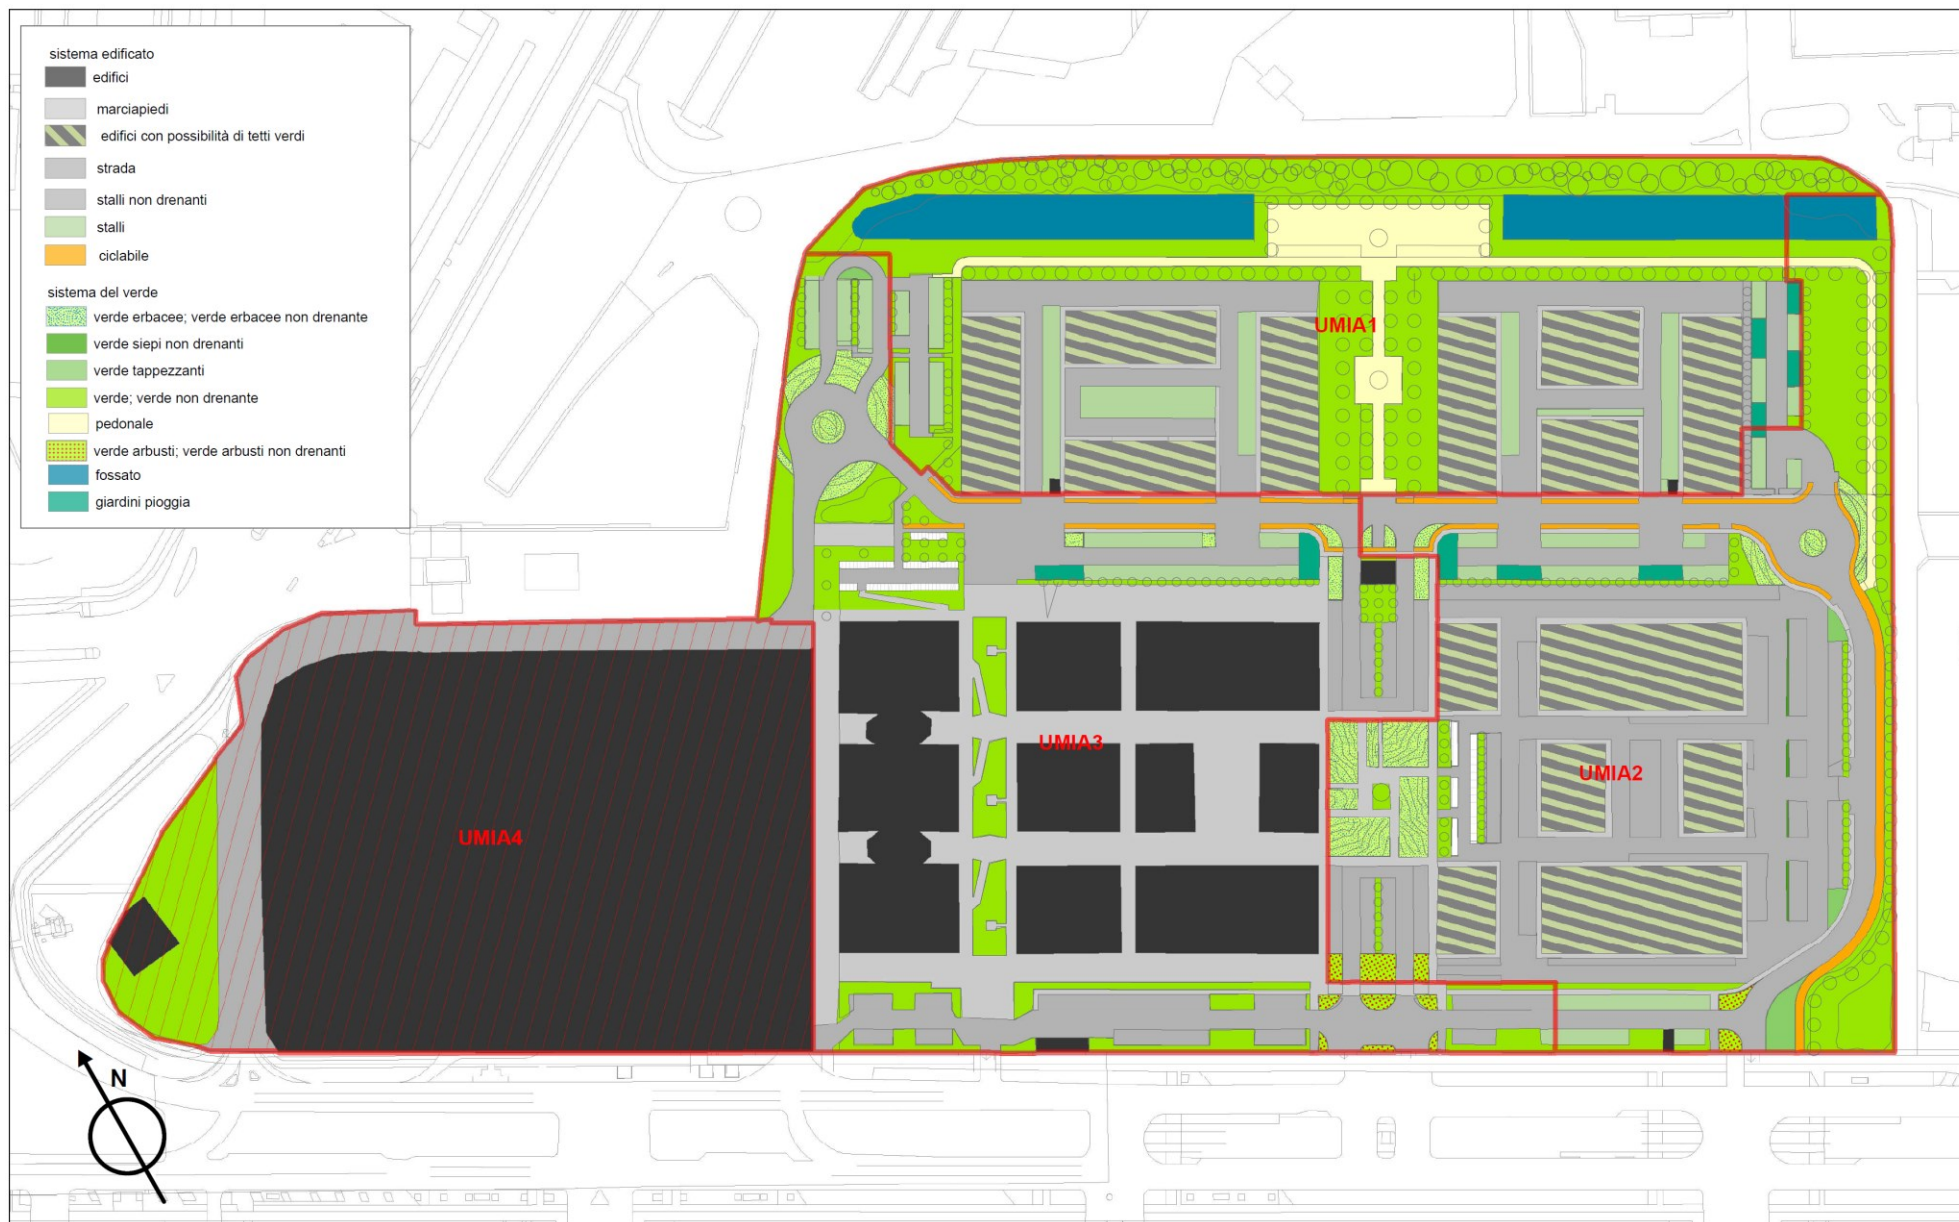 sistema edificato
edifici
marciapiedi
edifici con possibilità di tetti verdi
strada
stalli non drenanti
stalli
ciclabile
sistema del verde
verde erbacee; verde erbacee non drenante
verde siepi non drenanti
verde tappezzanti
verde; verde non drenante
pedonale
verde arbusti; verde arbusti non drenanti
fossato
giardini pioggia
UMIA1
UMIA3
UMIA2
UMIA4
N